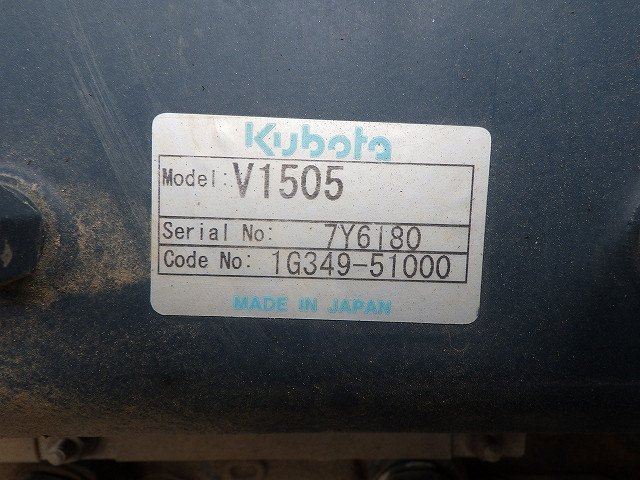 Kubota
Model: V1505
Serial No: 7Y6180
Code No: 1G349-51000
MADE IN JAPAN